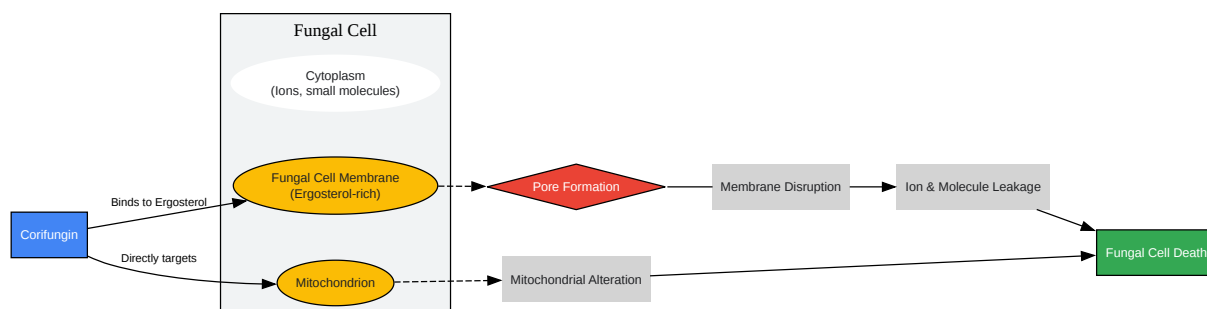 Fungal Cell
Cytoplasm
(Ions, small molecules)
Fungal Cell Membrane
(Ergosterol-rich)
Pore Formation
Membrane Disruption
Ion & Molecule Leakage
Binds to Ergosterol
Corifungin
Directly targets
Mitochondrion
Mitochondrial Alteration
Fungal Cell Death